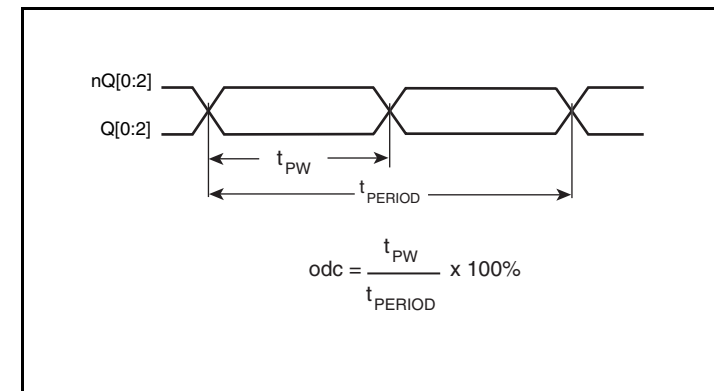 nQ[0:2]
Q[0:2]
tPW
tPERIOD
odc = tPW / tPERIOD x 100%